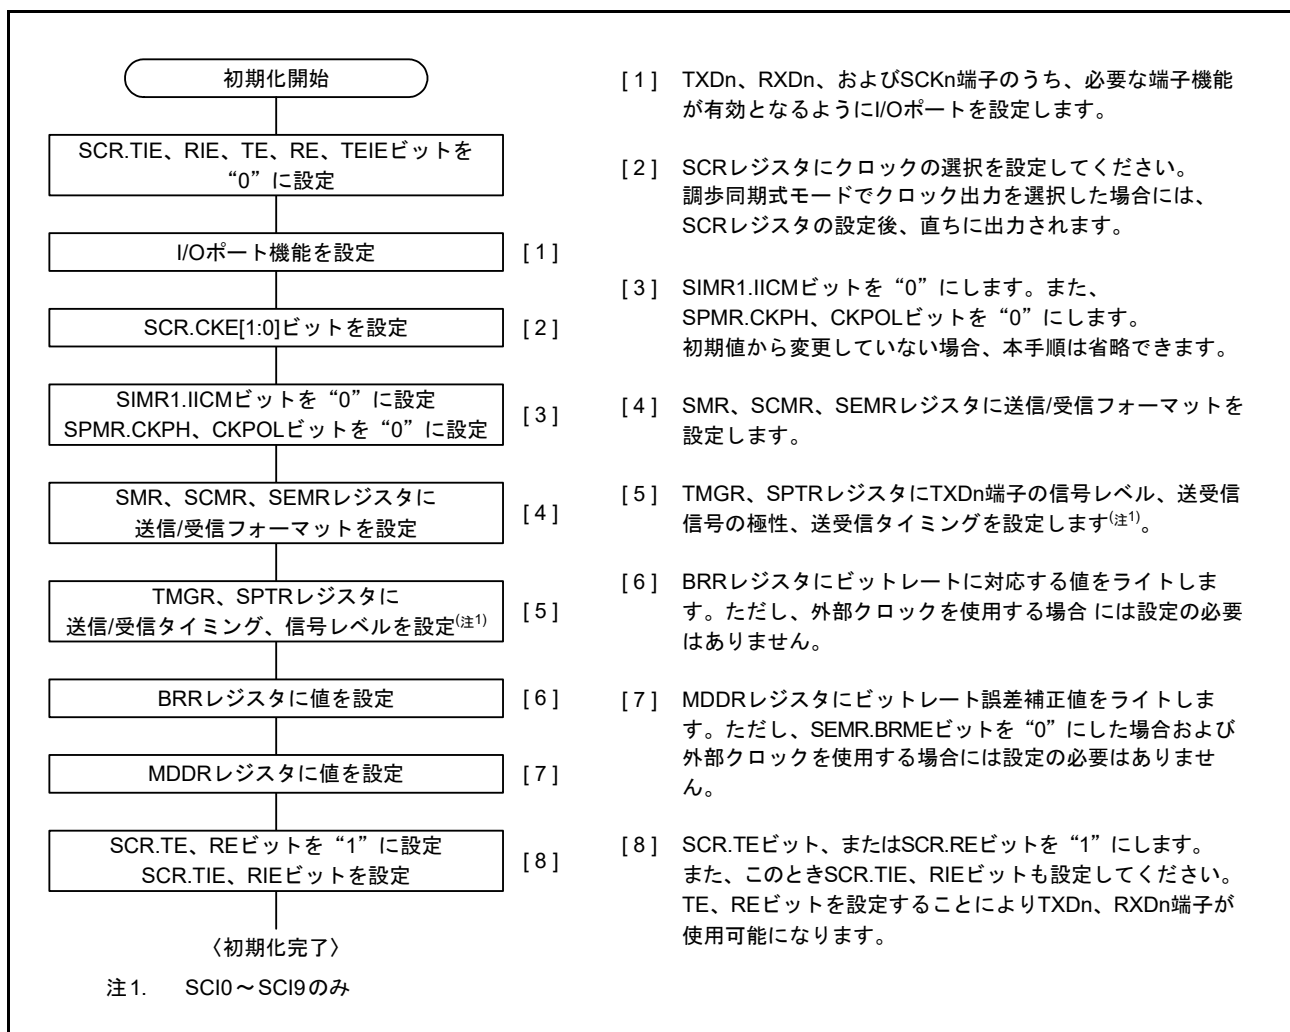 初期化開始
SCR.TIE、RIE、TE、RE、TEIEビットを
“0”に設定
I/Oポート機能を設定
[1]
SCR.CKE[1:0]ビットを設定
[2]
SIMR1.IICMビットを“0”に設定
SPMR.CKPH、CKPOLビットを“0”に設定
[3]
SMR、SCMR、SEMRレジスタに
送信/受信フォーマットを設定
[4]
TMGR、SPTRレジスタに
送信/受信タイミング、信号レベルを設定(注1)
[5]
BRRレジスタに値を設定
[6]
MDDRレジスタに値を設定
[7]
SCR.TE、REビットを“1”に設定
SCR.TIE、RIEビットを設定
[8]
〈初期化完了〉
注1. SCI0～SCI9のみ
[1] TXDn、RXDn、およびSCKn端子のうち、必要な端子機能
が有効となるようにI/Oポートを設定します。
[2] SCRレジスタにクロックの選択を設定してください。
調歩同期式モードでクロック出力を選択した場合には、
SCRレジスタの設定後、直ちに出力されます。
[3] SIMR1.IICMビットを“0”にします。また、
SPMR.CKPH、CKPOLビットを“0”にします。
初期値から変更していない場合、本手順は省略できます。
[4] SMR、SCMR、SEMRレジスタに送信/受信フォーマットを
設定します。
[5] TMGR、SPTRレジスタにTXDn端子の信号レベル、送受信
信号の極性、送受信タイミングを設定します(注1)。
[6] BRRレジスタにビットレートに対応する値をライトしま
す。ただし、外部クロックを使用する場合 には設定の必要
はありません。
[7] MDDRレジスタにビットレート誤差補正値をライトしま
す。ただし、SEMR.BRMEビットを“0”にした場合および
外部クロックを使用する場合には設定の必要はありませ
ん。
[8] SCR.TEビット、またはSCR.REビットを“1”にします。
また、このときSCR.TIE、RIEビットも設定してください。
TE、REビットを設定することによりTXDn、RXDn端子が
使用可能になります。